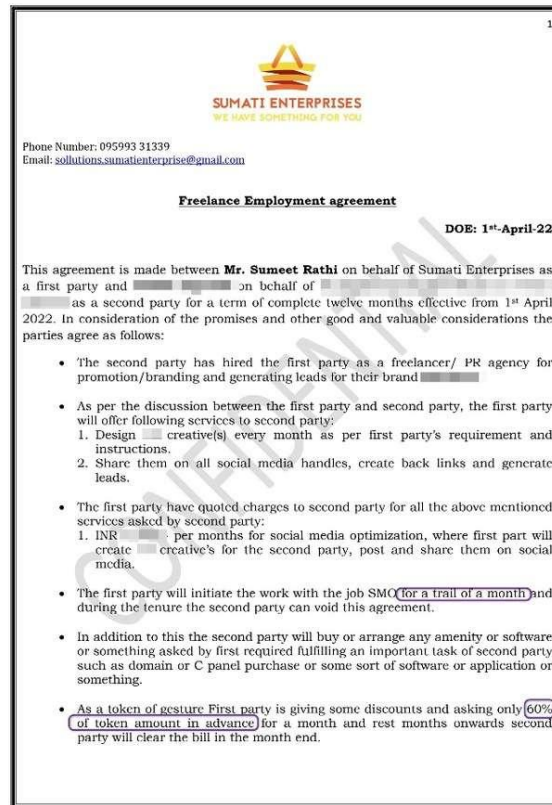 1
SUMATI ENTERPRISES
WE HAVE SOMETHING FOR YOU
Phone Number: 095993 31339
Email: sollutions.sumatienterprise@gmail.com
Freelance Employment agreement
DOE: 1st-April-22
This agreement is made between Mr. Sumeet Rathi on behalf of Sumati Enterprises as
a first party and on behalf of
as a second party for a term of complete twelve months effective from 1st April
2022. In consideration of the promises and other good and valuable considerations the
parties agree as follows:
• The second party has hired the first party as a freelancer/ PR agency for
promotion/branding and generating leads for their brand
• As per the discussion between the first party and second party, the first party
will offer following services to second party:
1. Design creative(s) every month as per first party's requirement and
instructions.
2. Share them on all social media handles, create back links and generate
leads.
• The first party have quoted charges to second party for all the above mentioned
services asked by second party:
1. INR per months for social media optimization, where first part will
create creative's for the second party, post and share them on social
media.
• The first party will initiate the work with the job SMO for a trail of a month and
during the tenure the second party can void this agreement.
• In addition to this the second party will buy or arrange any amenity or software
or something asked by first required fulfilling an important task of second party
such as domain or C panel purchase or some sort of software or application or
something.
• As a token of gesture First party is giving some discounts and asking only 60%
of token amount in advance for a month and rest months onwards second
party will clear the bill in the month end.
CONFIDENTIAL